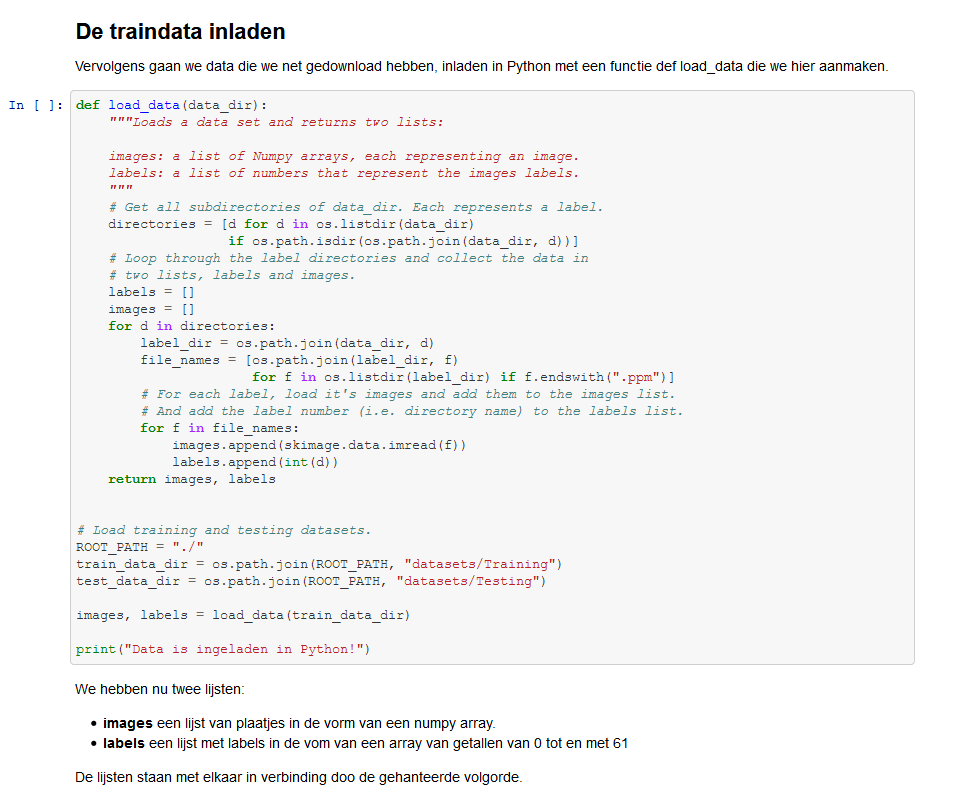 De traindata inladen
Vervolgens gaan we data die we net gedownload hebben, inladen in Python met een functie def load_data die we hier aanmaken.
In [ ]: def load_data(data_dir):
"""Loads a data set and returns two lists:
images: a list of Numpy arrays, each representing an image.
labels: a list of numbers that represent the images labels.
"""
# Get all subdirectories of data_dir. Each represents a label.
directories = [d for d in os.listdir(data_dir)
if os.path.isdir(os.path.join(data_dir, d))]
# Loop through the label directories and collect the data in
# two lists, labels and images.
labels = []
images = []
for d in directories:
label_dir = os.path.join(data_dir, d)
file_names = [os.path.join(label_dir, f)
for f in os.listdir(label_dir) if f.endswith(".ppm")]
# For each label, load it's images and add them to the images list.
# And add the label number (i.e. directory name) to the labels list.
for f in file_names:
images.append(skimage.data.imread(f))
labels.append(int(d))
return images, labels
# Load training and testing datasets.
ROOT_PATH = "./"
train_data_dir = os.path.join(ROOT_PATH, "datasets/Training")
test_data_dir = os.path.join(ROOT_PATH, "datasets/Testing")
images, labels = load_data(train_data_dir)
print("Data is ingeladen in Python!")
We hebben nu twee lijsten:
• images een lijst van plaatjes in de vorm van een numpy array.
• labels een lijst met labels in de vom van een array van getallen van 0 tot en met 61
De lijsten staan met elkaar in verbinding doo de gehanteerde volgorde.